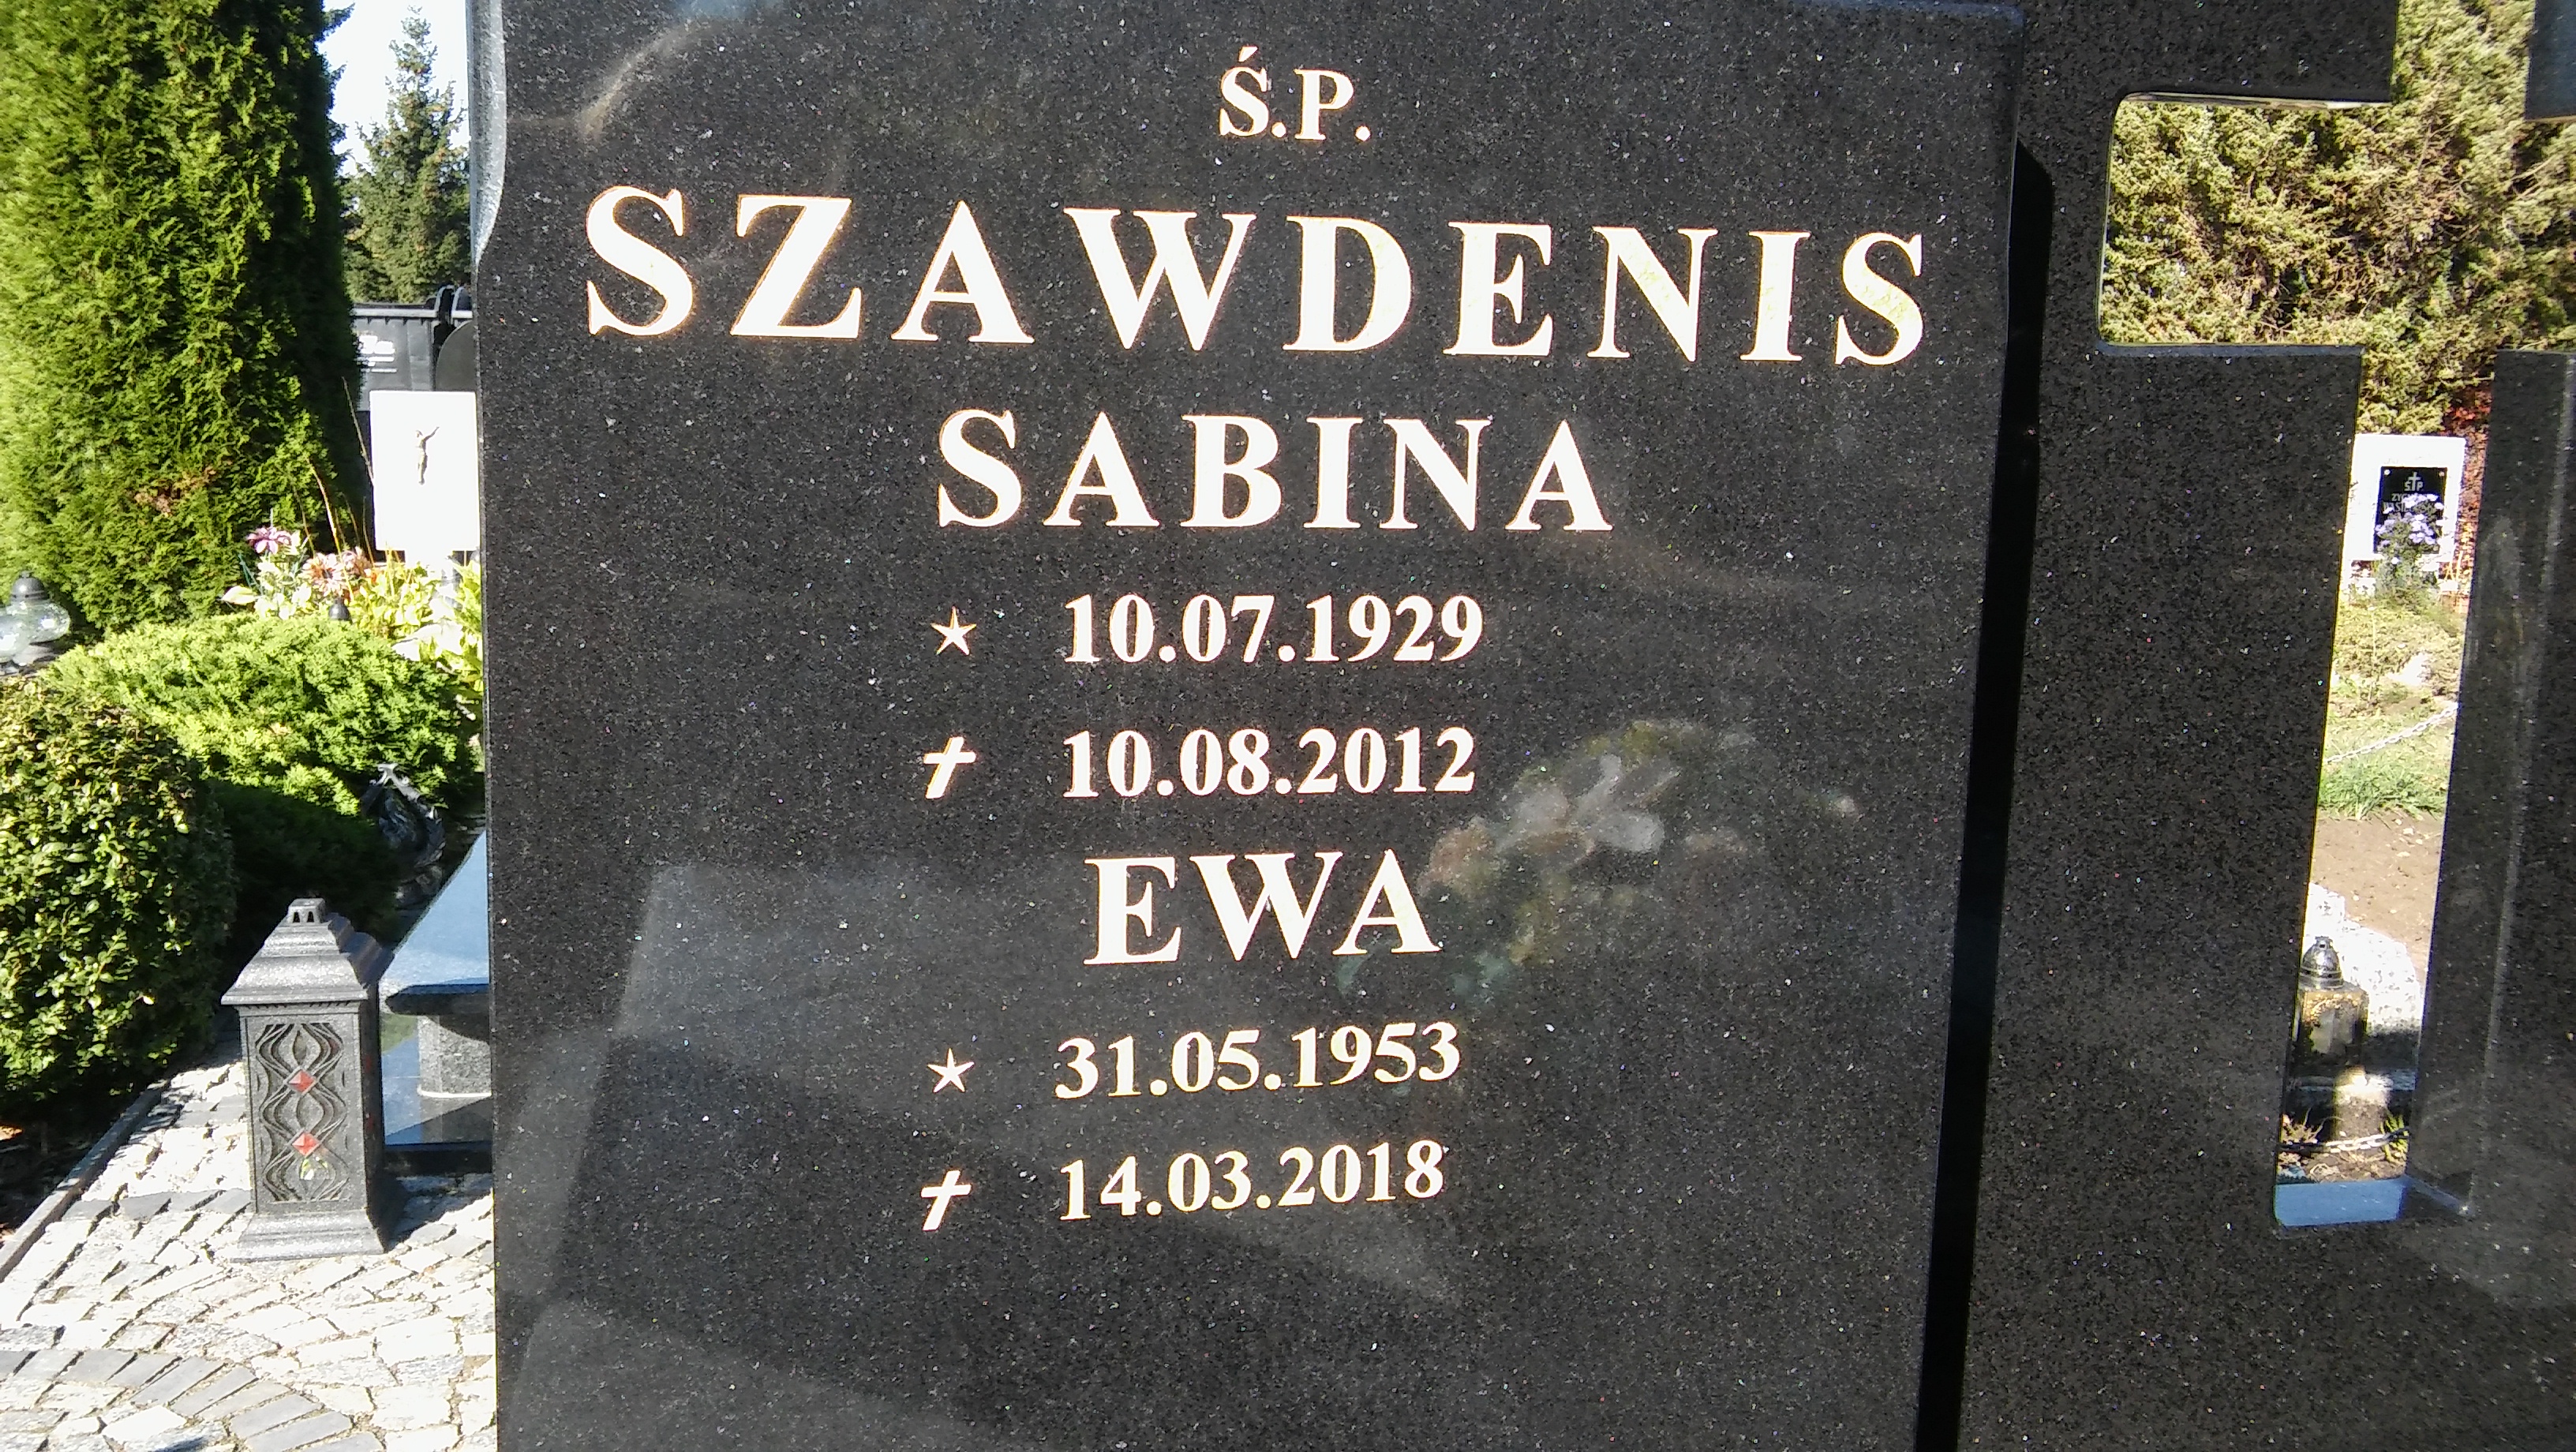 Ś.P.
SZAWDENIS
SABINA
★ 10.07.1929
✝ 10.08.2012
EWA
★ 31.05.1953
✝ 14.03.2018
Ś✝P